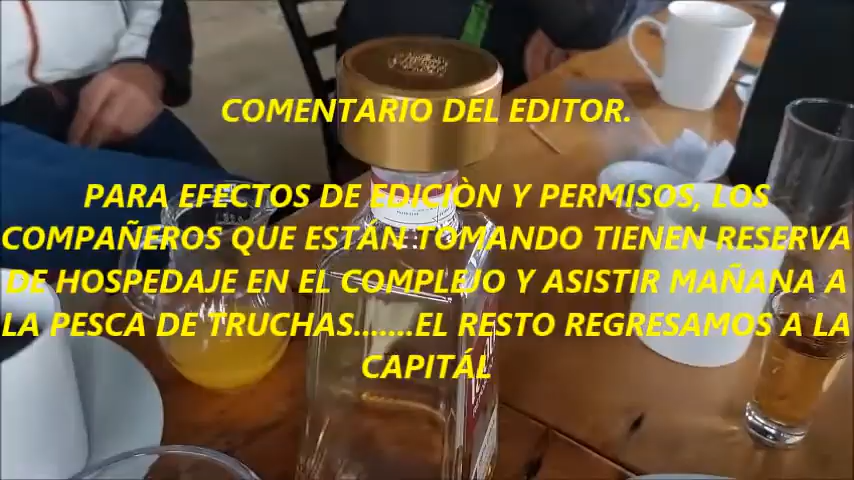 COMENTARIO DEL EDITOR.
PARA EFECTOS DE EDICIÒN Y PERMISOS, LOS
COMPAÑEROS QUE ESTÁN TOMANDO TIENEN RESERVA
DE HOSPEDAJE EN EL COMPLEJO Y ASISTIR MAÑANA A
LA PESCA DE TRUCHAS.......EL RESTO REGRESAMOS A LA
CAPITÁL